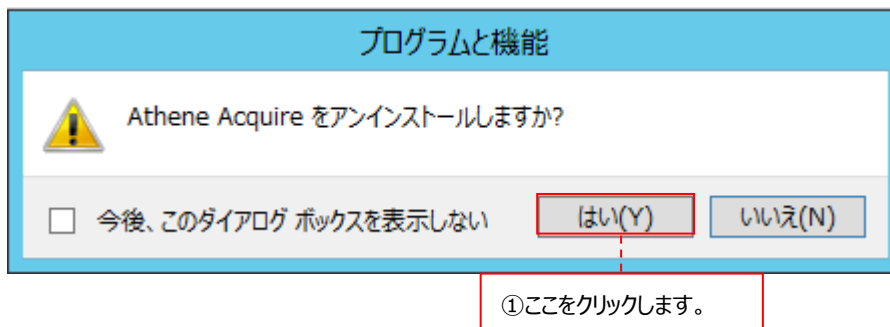 プログラムと機能
Athene Acquire をアンインストールしますか?
今後、このダイアログ ボックスを表示しない
はい(Y)
いいえ(N)
①ここをクリックします。